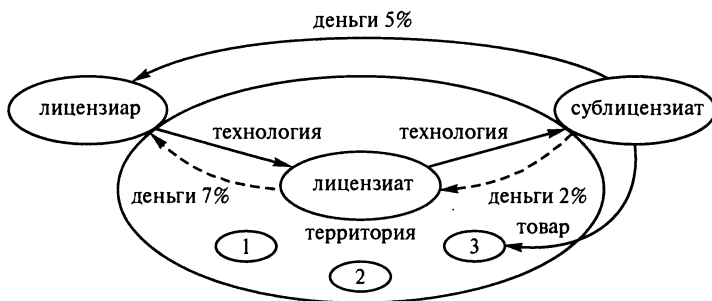 деньги 5%
лицензиар
сублицензиат
технология
технология
лицензиат
деньги 7%
деньги 2%
территория
товар
1
3
2